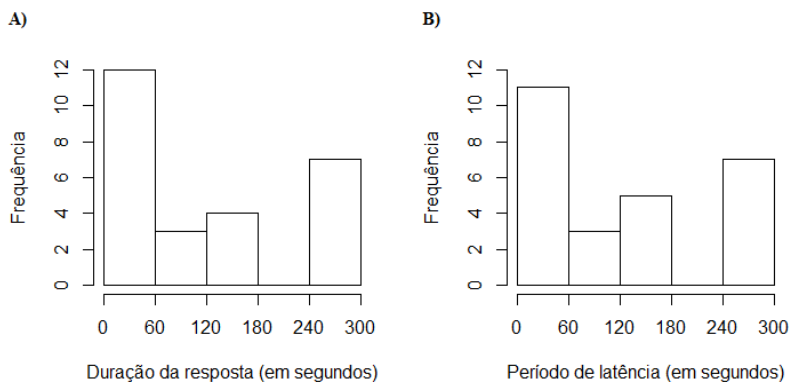 A)
Frequência
12
10
8
6
4
2
0
0 60 120 180 240 300
Duração da resposta (em segundos)
B)
Frequência
12
10
8
6
4
2
0
0 60 120 180 240 300
Período de latência (em segundos)